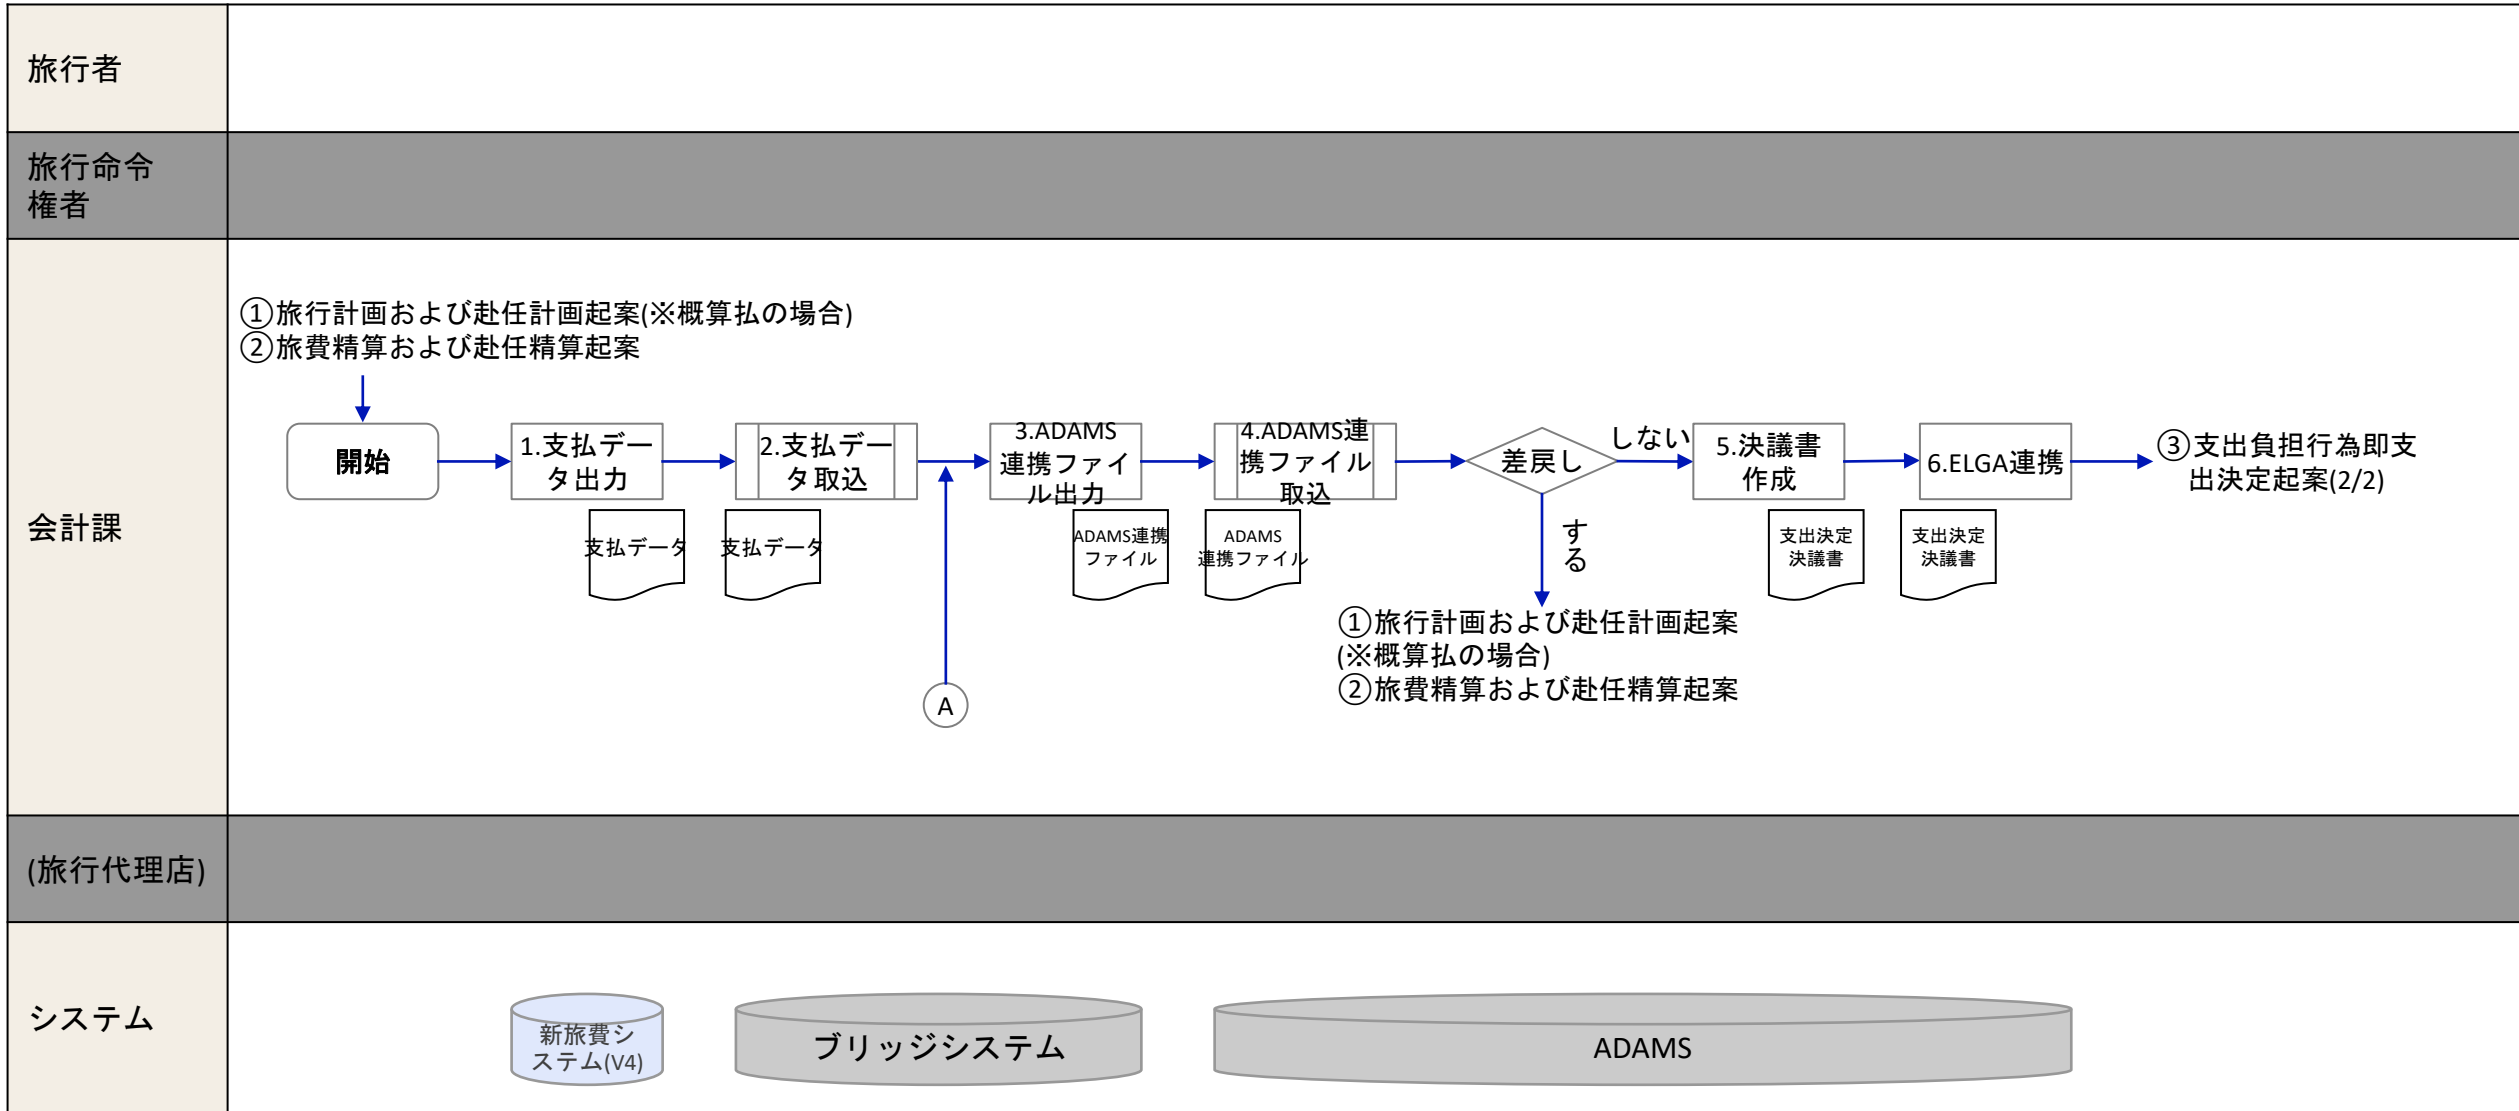 旅行者
旅行命令
権者
会計課
①旅行計画および赴任計画起案(※概算払の場合)
②旅費精算および赴任精算起案
開始
1.支払デー
タ出力
2.支払デー
タ取込
3.ADAMS
連携ファイ
ル出力
4.ADAMS連
携ファイル
取込
差戻し
しない
する
5.決議書
作成
6.ELGA連携
③支出負担行為即支
出決定起案(2/2)
支払データ
支払データ
ADAMS連携
ファイル
ADAMS
連携ファイル
支出決定
決議書
支出決定
決議書
①旅行計画および赴任計画起案
(※概算払の場合)
②旅費精算および赴任精算起案
A
(旅行代理店)
システム
新旅費シ
ステム(V4)
ブリッジシステム
ADAMS